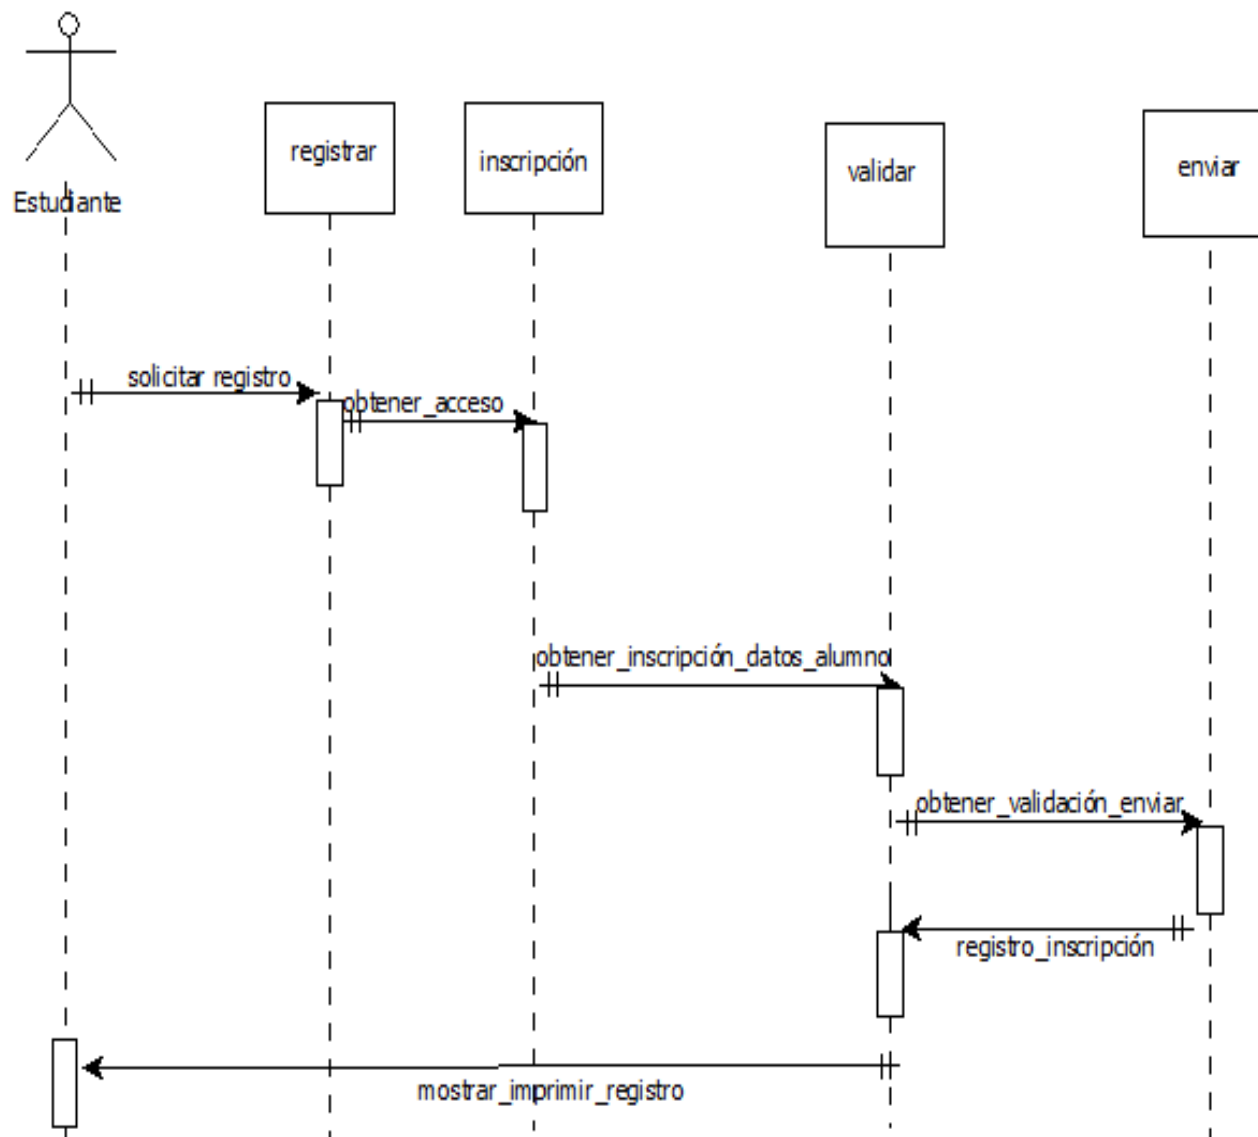 registrar
inscripción
validar
enviar
Estudiante
solicitar registro
obtener_acceso
obtener_inscripción_datos_alumno
obtener_validación_enviar
registro_inscripción
mostrar_imprimir_registro